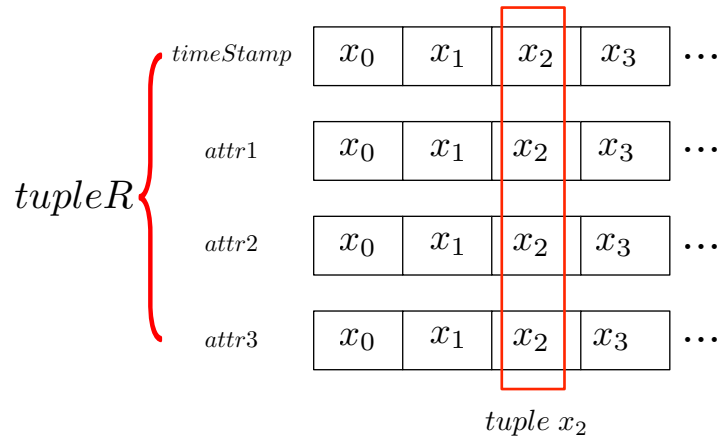 timeStamp x₀ x₁ x₂ x₃ ...
attr1 x₀ x₁ x₂ x₃ ...
tupleR
attr2 x₀ x₁ x₂ x₃ ...
attr3 x₀ x₁ x₂ x₃ ...
tuple x₂